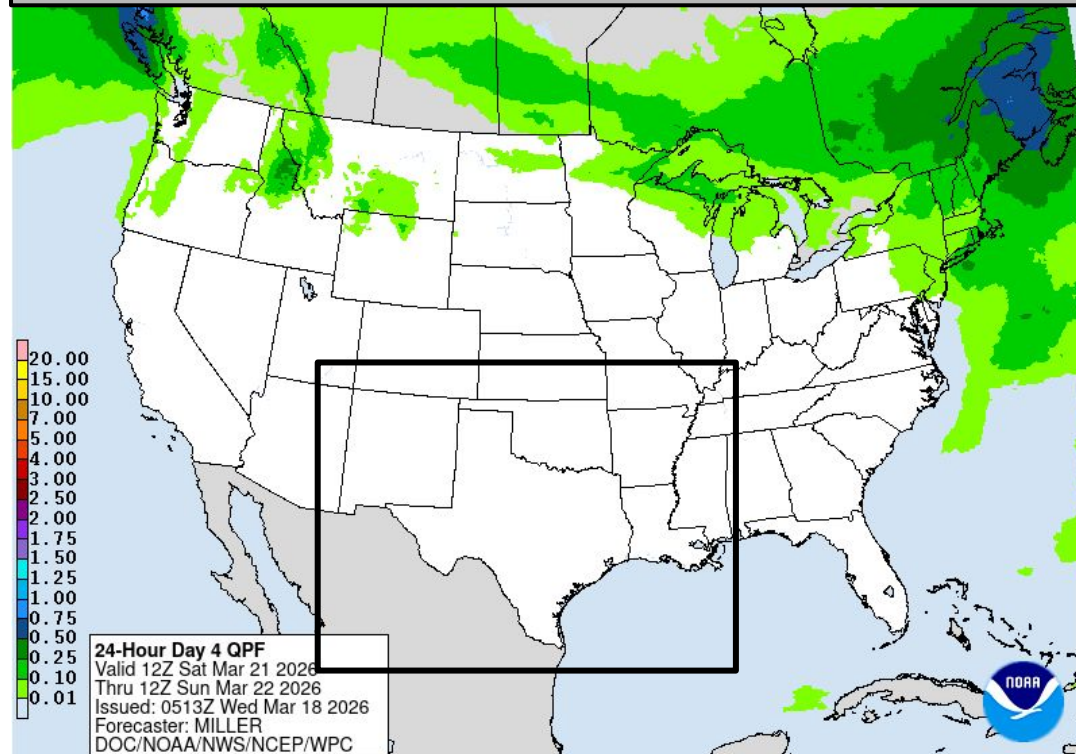 20.00
15.00
10.00
7.00
5.00
4.00
3.00
2.50
2.00
1.75
1.50
1.25
1.00
0.75
0.50
0.25
0.10
0.01
24-Hour Day 4 QPF
Valid 12Z Sat Mar 21 2026
Thru 12Z Sun Mar 22 2026
Issued: 0513Z Wed Mar 18 2026
Forecaster: MILLER
DOC/NOAA/NWS/NCEP/WPC
NOAA